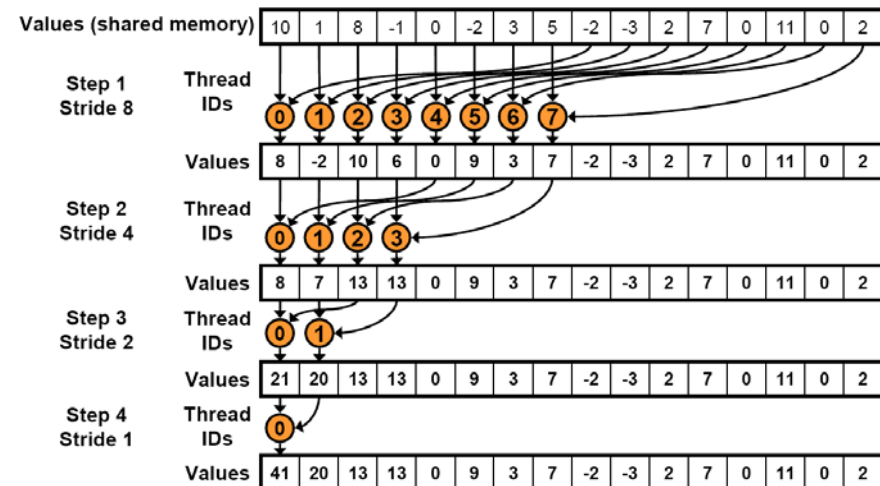 Values (shared memory) 10 1 8 -1 0 -2 3 5 -2 -3 2 7 0 11 0 2
Step 1 Thread
Stride 8 IDs
0 1 2 3 4 5 6 7
Values 8 -2 10 6 0 9 3 7 -2 -3 2 7 0 11 0 2
Step 2 Thread
Stride 4 IDs
0 1 2 3
Values 8 7 13 13 0 9 3 7 -2 -3 2 7 0 11 0 2
Step 3 Thread
Stride 2 IDs
0 1
Values 21 20 13 13 0 9 3 7 -2 -3 2 7 0 11 0 2
Step 4 Thread
Stride 1 IDs
0
Values 41 20 13 13 0 9 3 7 -2 -3 2 7 0 11 0 2